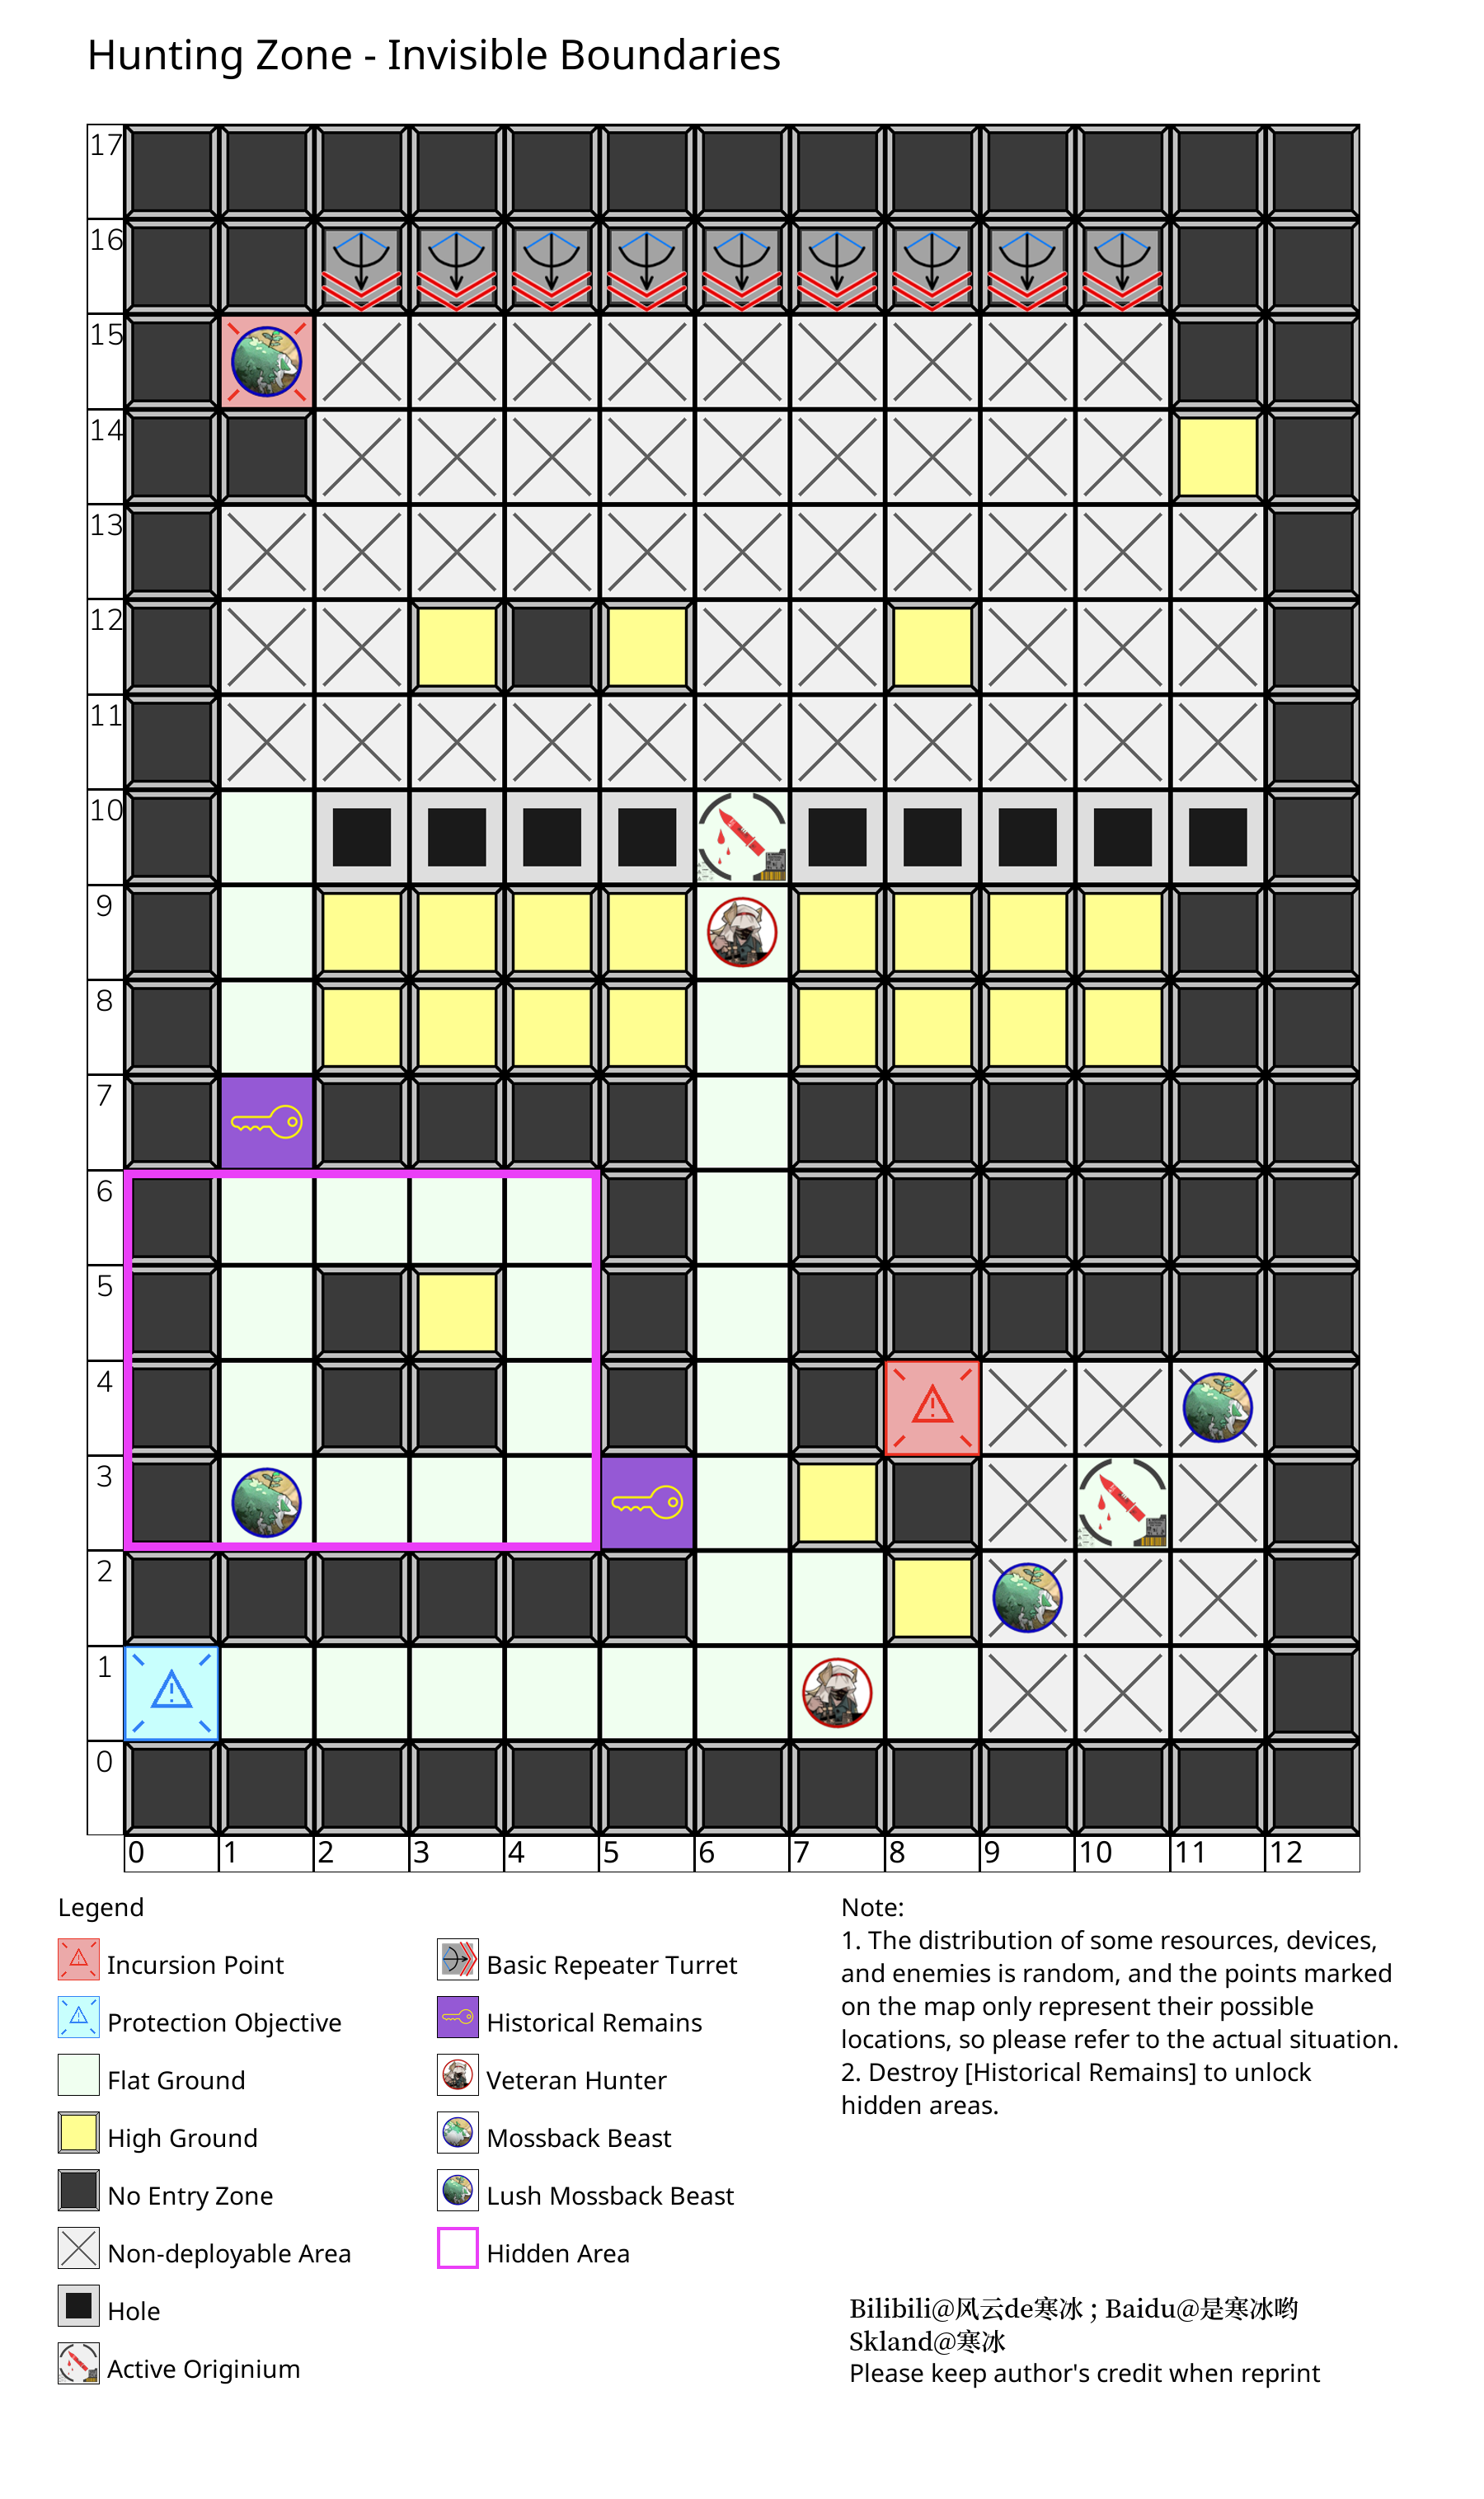 Hunting Zone - Invisible Boundaries
17
16
15
14
13
12
11
10
9
8
7
6
5
4
3
2
1
0
0 1 2 3 4 5 6 7 8 9 10 11 12
Legend
Incursion Point
Protection Objective
Flat Ground
High Ground
No Entry Zone
Non-deployable Area
Hole
Active Originium
Basic Repeater Turret
Historical Remains
Veteran Hunter
Mossback Beast
Lush Mossback Beast
Hidden Area
Note:
1. The distribution of some resources, devices,
and enemies is random, and the points marked
on the map only represent their possible
locations, so please refer to the actual situation.
2. Destroy [Historical Remains] to unlock
hidden areas.
Bilibili@风云de寒冰 ; Baidu@是寒冰哟
Skland@寒冰
Please keep author's credit when reprint